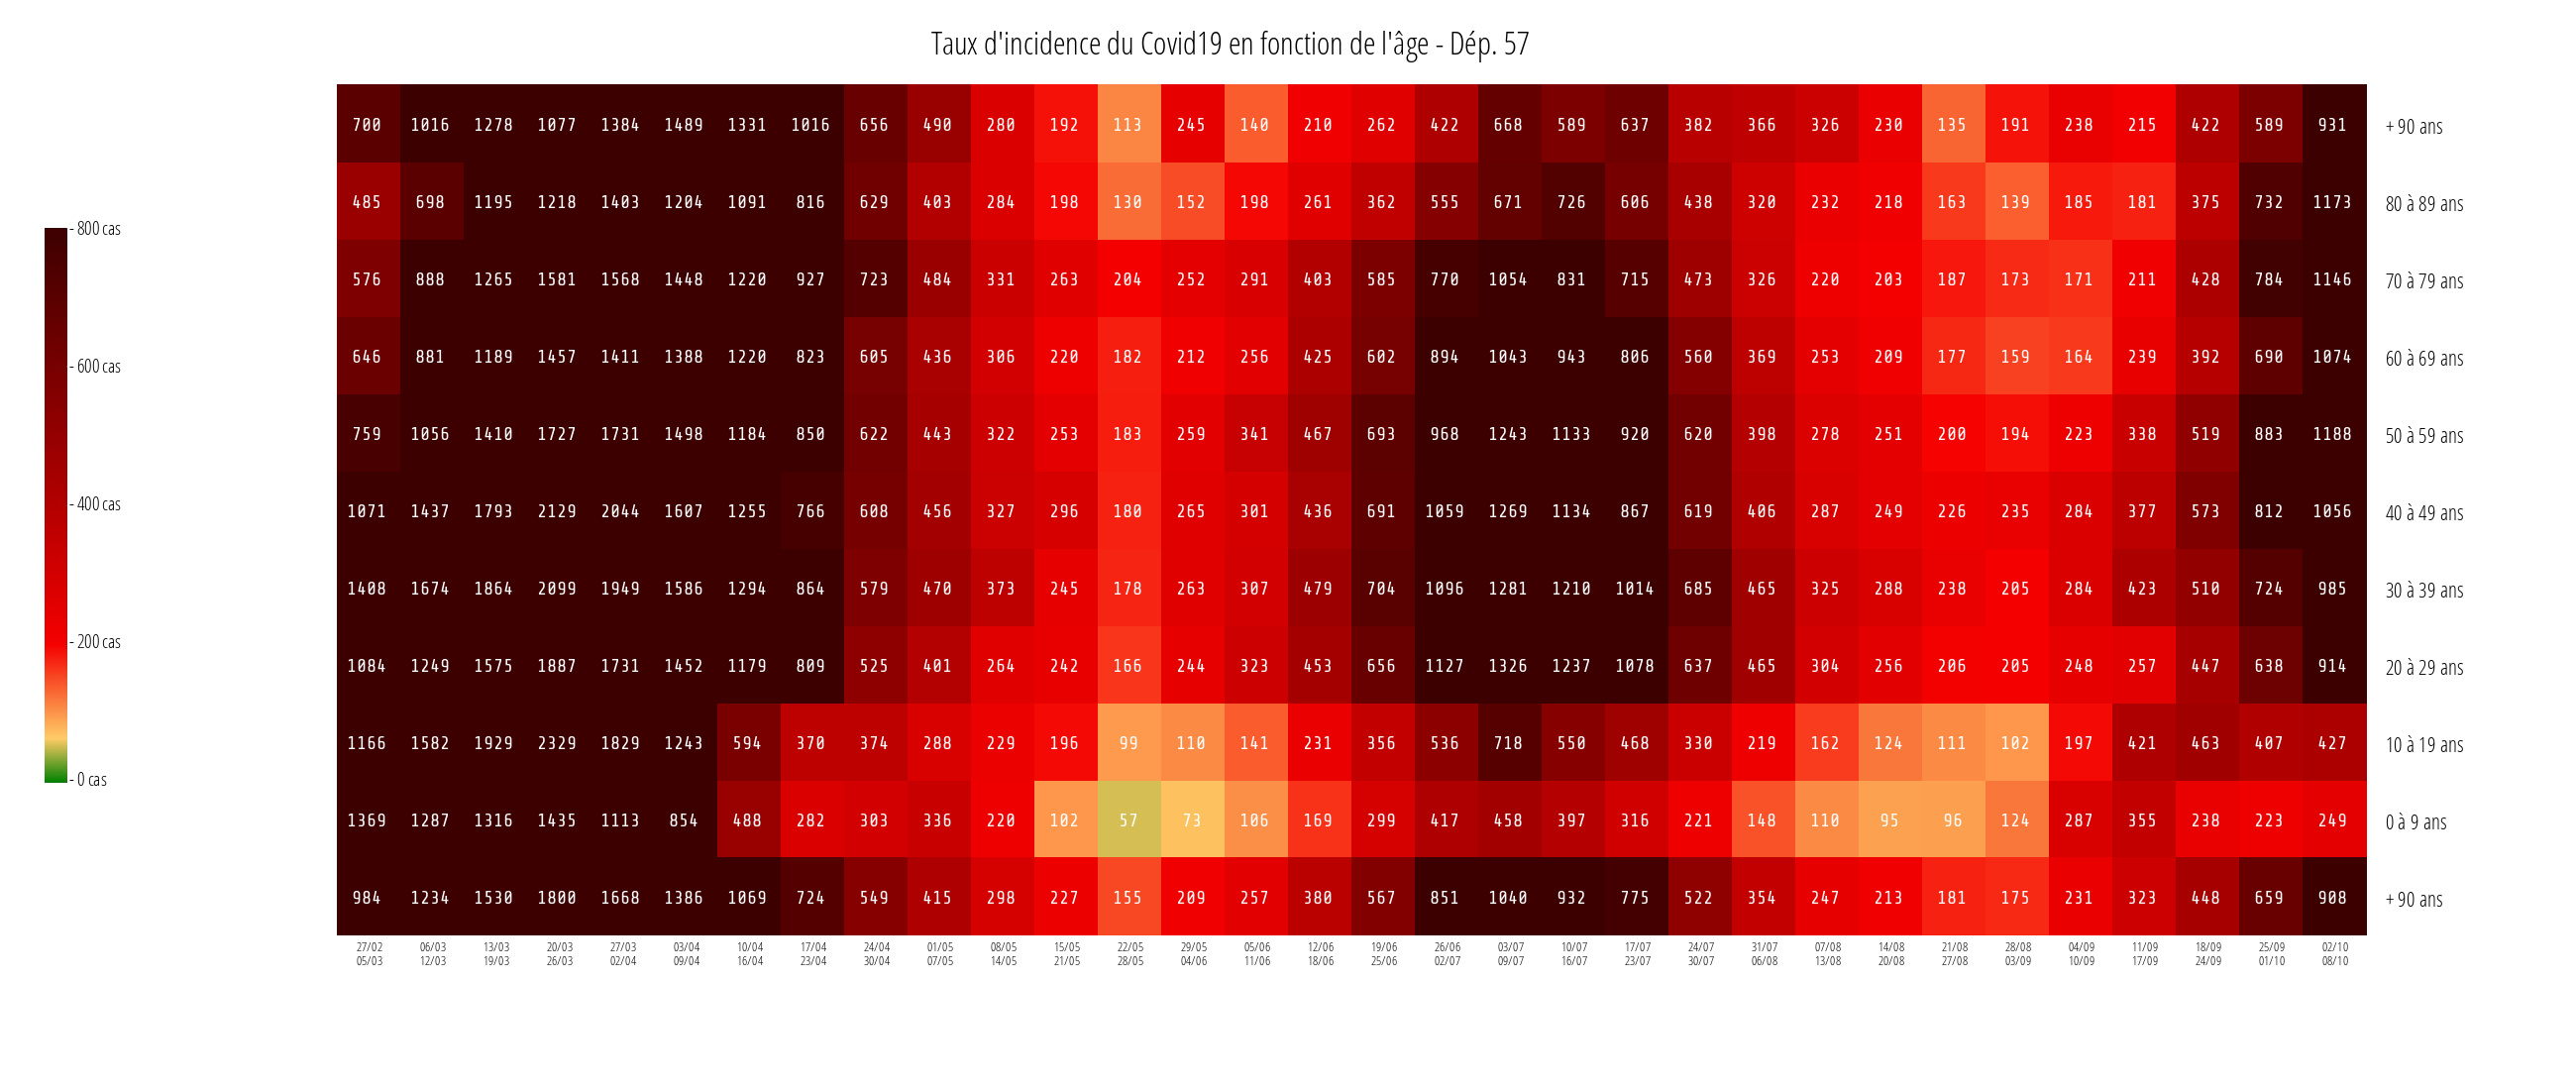 Taux d'incidence du Covid19 en fonction de l'âge - Dép. 57
700 1016 1278 1077 1384 1489 1331 1016 656 490 280 192 113 245 140 210 262 422 668 589 637 382 366 326 230 135 191 238 215 422 589 931 + 90 ans
485 698 1195 1218 1403 1204 1091 816 629 403 284 198 130 152 198 261 362 555 671 726 606 438 320 232 218 163 139 185 181 375 732 1173 80 à 89 ans
- 800 cas
576 888 1265 1581 1568 1448 1220 927 723 484 331 263 204 252 291 403 585 770 1054 831 715 473 326 220 203 187 173 171 211 428 784 1146 70 à 79 ans
646 881 1189 1457 1411 1388 1220 823 605 436 306 220 182 212 256 425 602 894 1043 943 806 560 369 253 209 177 159 164 239 392 690 1074 60 à 69 ans
- 600 cas
759 1056 1410 1727 1731 1498 1184 850 622 443 322 253 183 259 341 467 693 968 1243 1133 920 620 398 278 251 200 194 223 338 519 883 1188 50 à 59 ans
- 400 cas
1071 1437 1793 2129 2044 1607 1255 766 608 456 327 296 180 265 301 436 691 1059 1269 1134 867 619 406 287 249 226 235 284 377 573 812 1056 40 à 49 ans
1408 1674 1864 2099 1949 1586 1294 864 579 470 373 245 178 263 307 479 704 1096 1281 1210 1014 685 465 325 288 238 205 284 423 510 724 985 30 à 39 ans
- 200 cas
1084 1249 1575 1887 1731 1452 1179 809 525 401 264 242 166 244 323 453 656 1127 1326 1237 1078 637 465 304 256 206 205 248 257 447 638 914 20 à 29 ans
1166 1582 1929 2329 1829 1243 594 370 374 288 229 196 99 110 141 231 356 536 718 550 468 330 219 162 124 111 102 197 421 463 407 427 10 à 19 ans
- 0 cas
1369 1287 1316 1435 1113 854 488 282 303 336 220 102 57 73 106 169 299 417 458 397 316 221 148 110 95 96 124 287 355 238 223 249 0 à 9 ans
984 1234 1530 1800 1668 1386 1069 724 549 415 298 227 155 209 257 380 567 851 1040 932 775 522 354 247 213 181 175 231 323 448 659 908 + 90 ans
27/02 06/03 13/03 20/03 27/03 03/04 10/04 17/04 24/04 01/05 08/05 15/05 22/05 29/05 05/06 12/06 19/06 26/06 03/07 10/07 17/07 24/07 31/07 07/08 14/08 21/08 28/08 04/09 11/09 18/09 25/09 02/10
05/03 12/03 19/03 26/03 02/04 09/04 16/04 23/04 30/04 07/05 14/05 21/05 28/05 04/06 11/06 18/06 25/06 02/07 09/07 16/07 23/07 30/07 06/08 13/08 20/08 27/08 03/09 10/09 17/09 24/09 01/10 08/10